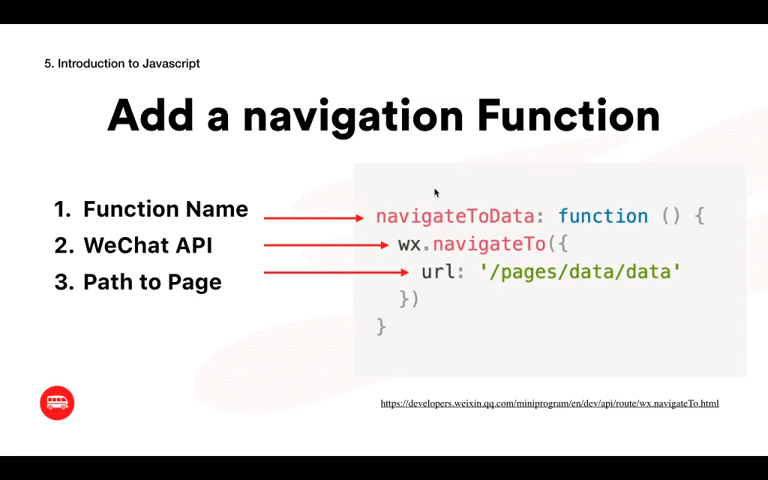 5. Introduction to Javascript
Add a navigation Function
1. Function Name
2. WeChat API
3. Path to Page
navigateToData: function () {
wx.navigateTo({
url: '/pages/data/data'
})
}
https://developers.weixin.qq.com/miniprogram/en/dev/api/route/wx.navigateTo.html